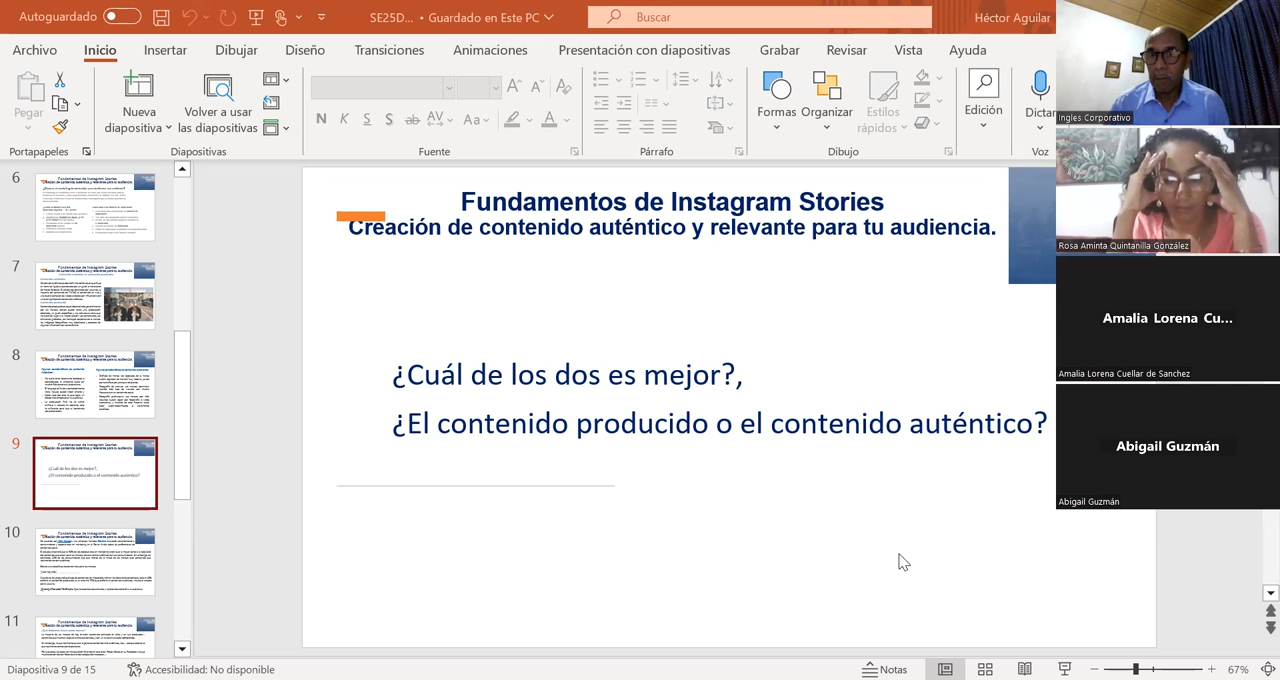 Autoguardado
SE25D... • Guardado en Este PC
Buscar
Héctor Aguilar
Archivo Inicio Insertar Dibujar Diseño Transiciones Animaciones Presentación con diapositivas Grabar Revisar Vista Ayuda
Pegar
Nueva diapositiva
Volver a usar las diapositivas
N K S S ab AV Aa A
Formas Organizar Estilos rápidos
Edición
Dictar
Portapapeles Diapositivas Fuente Párrafo Dibujo Voz
Ingles Corporativo
Rosa Aminta Quintanilla González
Amalia Lorena Cu...
Amalia Lorena Cuellar de Sanchez
Abigail Guzmán
Abigail Guzmán
6
7
8
9
10
11
Fundamentos de Instagram Stories
Creación de contenido auténtico y relevante para tu audiencia.
¿Cuál de los dos es mejor?,
¿El contenido producido o el contenido auténtico?
Diapositiva 9 de 15
Accesibilidad: No disponible
Notas
67%